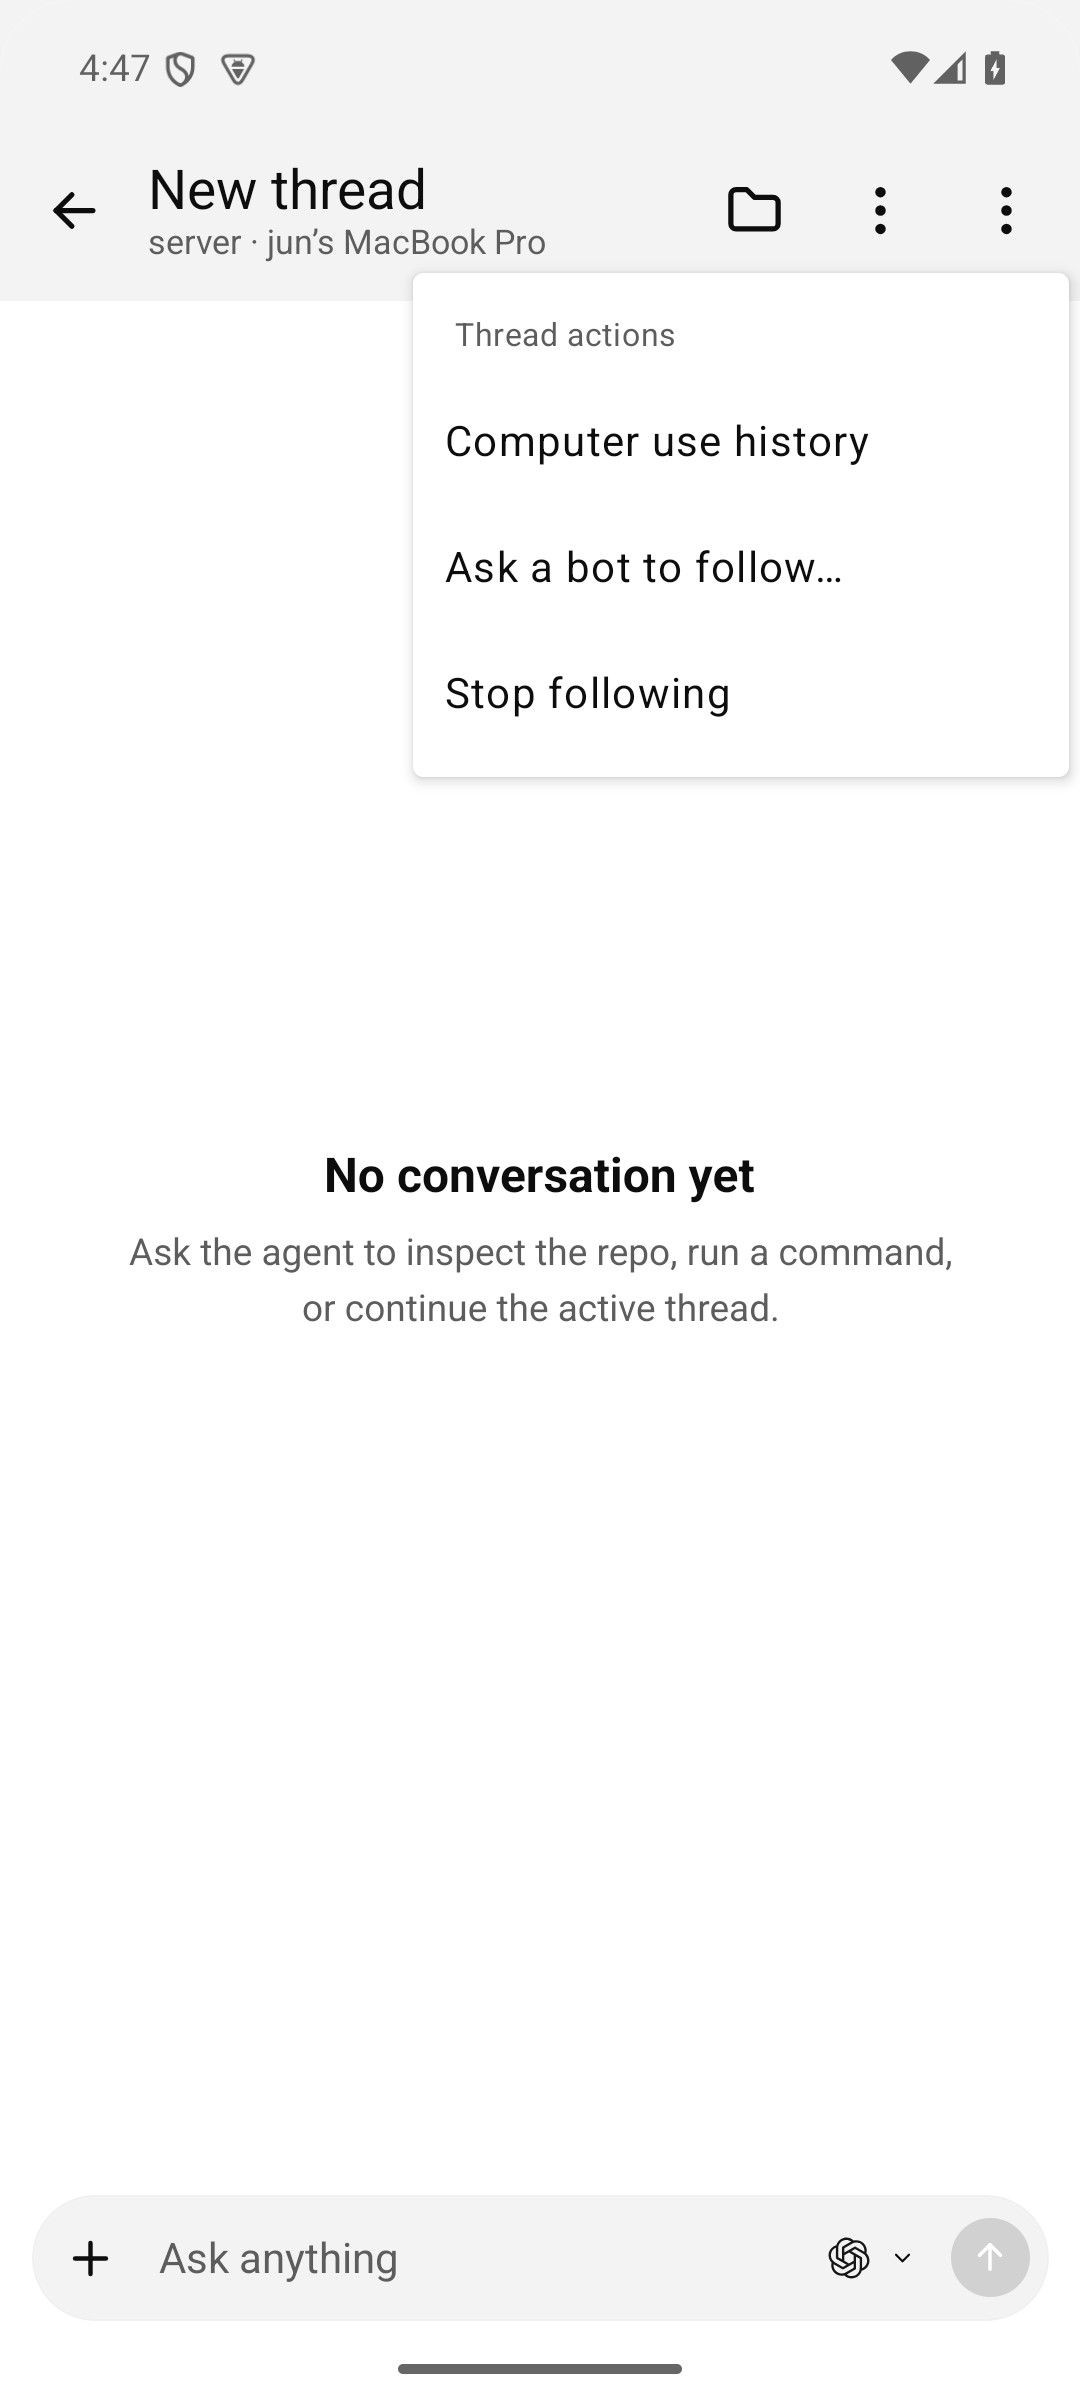 4:47
New thread
server · jun’s MacBook Pro
Thread actions
Computer use history
Ask a bot to follow…
Stop following
No conversation yet
Ask the agent to inspect the repo, run a command,
or continue the active thread.
Ask anything